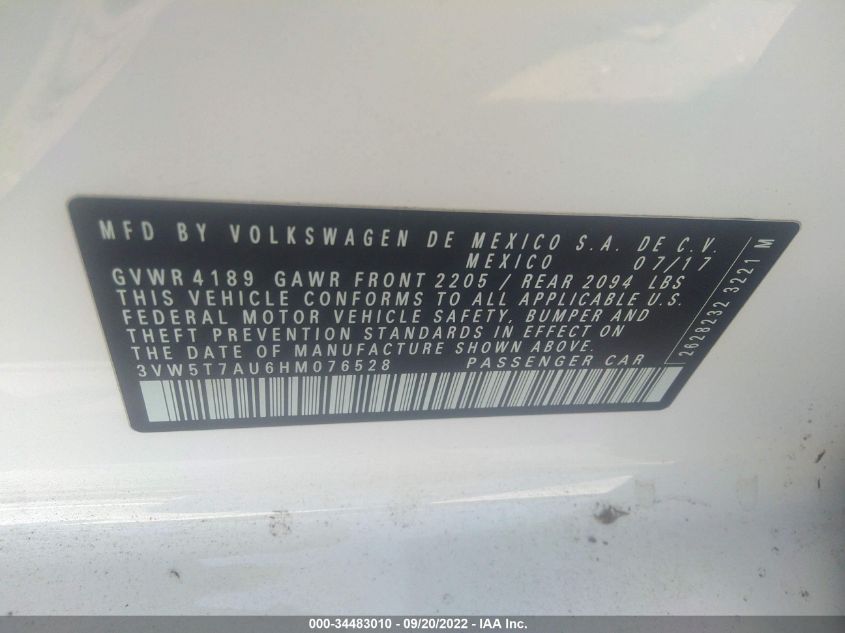 MFD BY VOLKSWAGEN DE MEXICO S.A. DE C.V.
MEXICO 07/17
GVWR 4189 GAWR FRONT 2205 / REAR 2094 LBS
THIS VEHICLE CONFORMS TO ALL APPLICABLE U.S.
FEDERAL MOTOR VEHICLE SAFETY, BUMPER AND
THEFT PREVENTION STANDARDS IN EFFECT ON
THE DATE OF MANUFACTURE SHOWN ABOVE.
3VW5T7AU6HM076528 PASSENGER CAR
2628232 3221 M
000-34483010 - 09/20/2022 - IAA Inc.